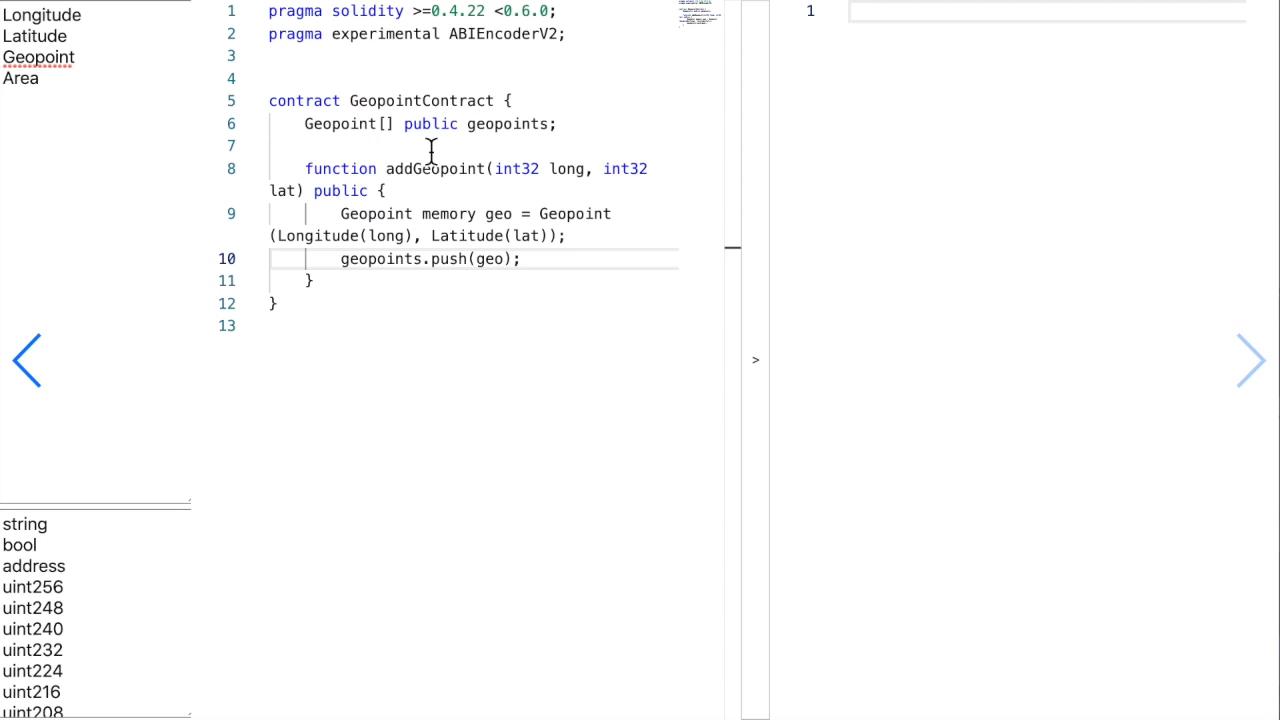 Longitude
Latitude
Geopoint
Area
string
bool
address
uint256
uint248
uint240
uint232
uint224
uint216
uint208
1 pragma solidity >=0.4.22 <0.6.0;
2 pragma experimental ABIEncoderV2;
3
4
5 contract GeopointContract {
6 Geopoint[] public geopoints;
7
8 function addGeopoint(int32 long, int32
lat) public {
9 Geopoint memory geo = Geopoint
(Longitude(long), Latitude(lat));
10 geopoints.push(geo);
11 }
12 }
13
>
1